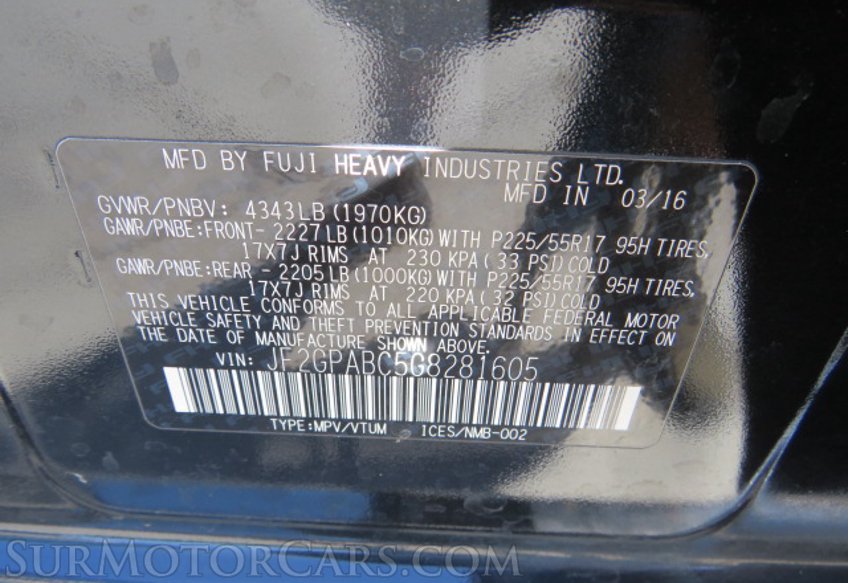 MFD BY FUJI HEAVY INDUSTRIES LTD.
MFD IN 03/16
GVWR/PNBV: 4343LB(1970KG)
GAWR/PNBE:FRONT- 2227LB(1010KG)WITH P225/55R17 95H TIRES,
17X7J RIMS AT 230 KPA(33 PSI)COLD
GAWR/PNBE:REAR - 2205LB(1000KG)WITH P225/55R17 95H TIRES,
17X7J RIMS AT 220 KPA(32 PSI)COLD
THIS VEHICLE CONFORMS TO ALL APPLICABLE FEDERAL MOTOR
VEHICLE SAFETY AND THEFT PREVENTION STANDARDS IN EFFECT ON
THE DATE OF MANUFACTURE SHOWN ABOVE.
VIN: JF2GPABC5G8281605
TYPE:MPV/VTUM ICES/NMB-002
SURMOTORCARS.COM